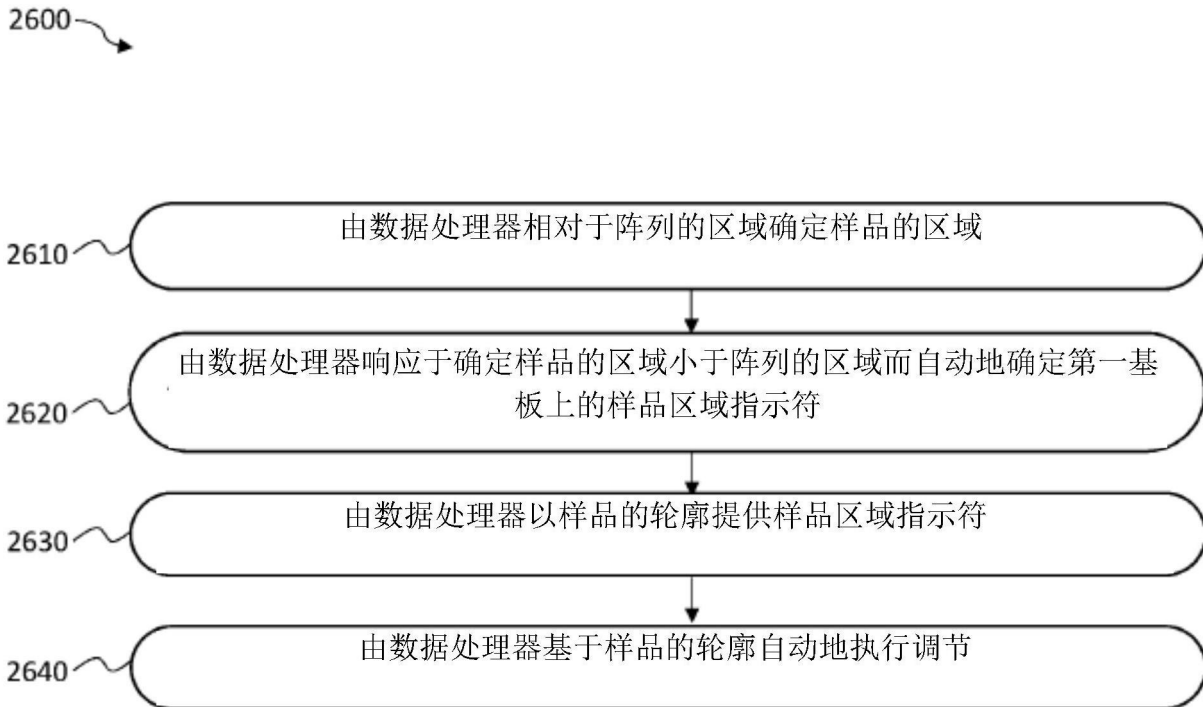 2600
由数据处理器相对于阵列的区域确定样品的区域
2610
由数据处理器响应于确定样品的区域小于阵列的区域而自动地确定第一基
板上的样品区域指示符
2620
由数据处理器以样品的轮廓提供样品区域指示符
2630
由数据处理器基于样品的轮廓自动地执行调节
2640